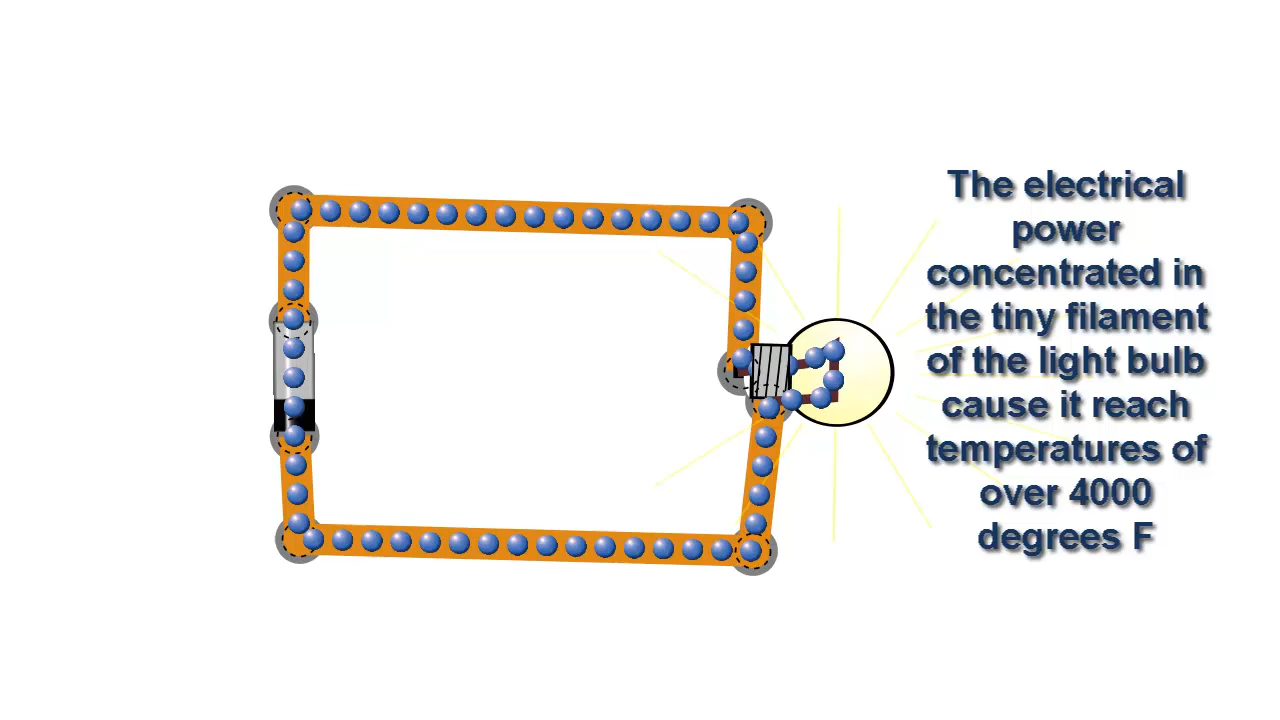 The electrical
power
concentrated in
the tiny filament
of the light bulb
cause it reach
temperatures of
over 4000
degrees F